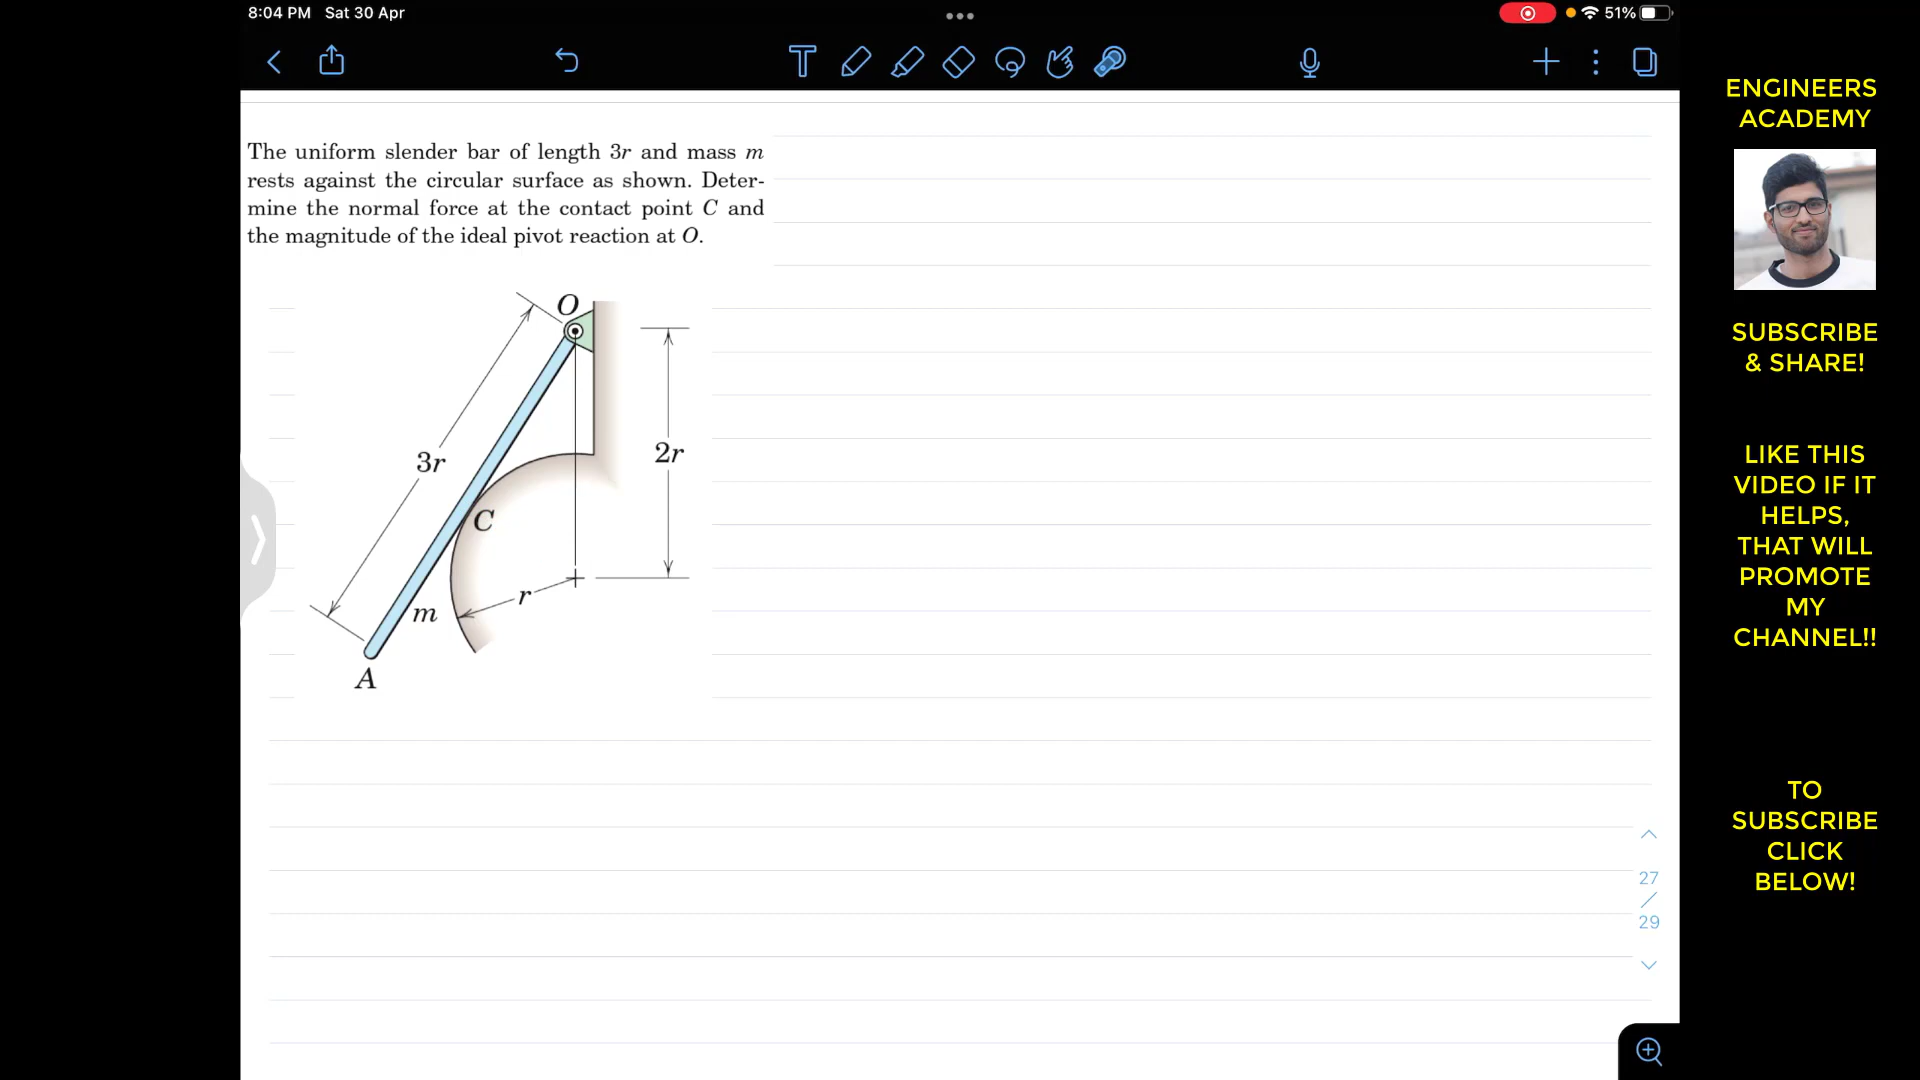 8:04 PM Sat 30 Apr
51%
The uniform slender bar of length 3r and mass m
rests against the circular surface as shown. Deter-
mine the normal force at the contact point C and
the magnitude of the ideal pivot reaction at O.
O
3r
2r
C
r
m
A
27
29
ENGINEERS
ACADEMY
SUBSCRIBE
& SHARE!
LIKE THIS
VIDEO IF IT
HELPS,
THAT WILL
PROMOTE
MY
CHANNEL!!
TO
SUBSCRIBE
CLICK
BELOW!